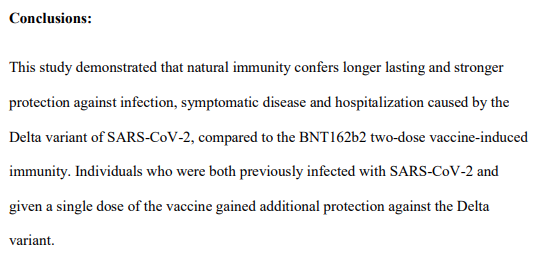 Conclusions:
This study demonstrated that natural immunity confers longer lasting and stronger
protection against infection, symptomatic disease and hospitalization caused by the
Delta variant of SARS-CoV-2, compared to the BNT162b2 two-dose vaccine-induced
immunity. Individuals who were both previously infected with SARS-CoV-2 and
given a single dose of the vaccine gained additional protection against the Delta
variant.